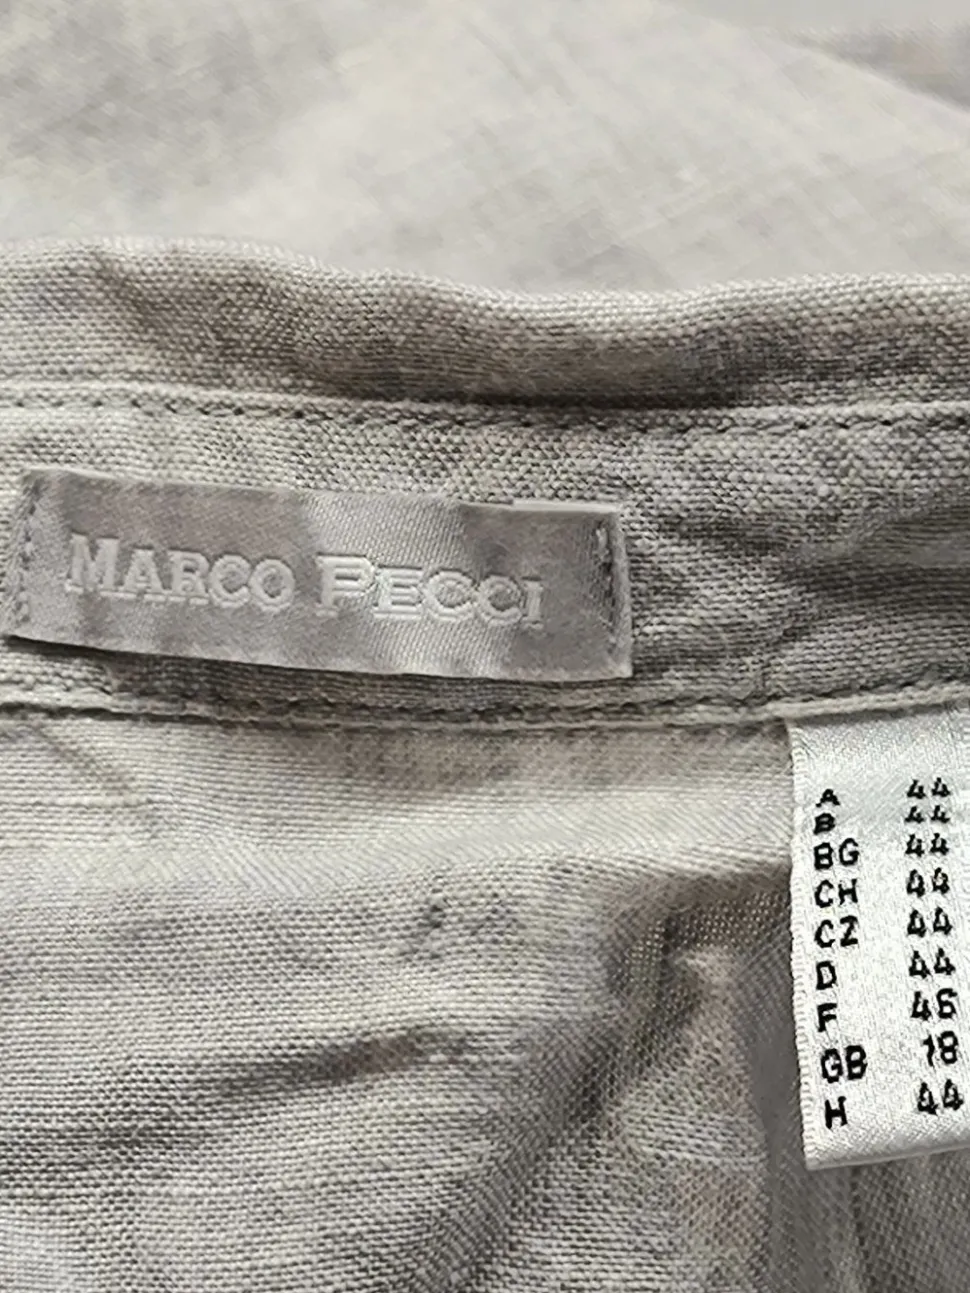 MARCO PECCI
A 44
B 44
BG 44
CH 44
CZ 44
D 44
F 46
GB 18
H 44